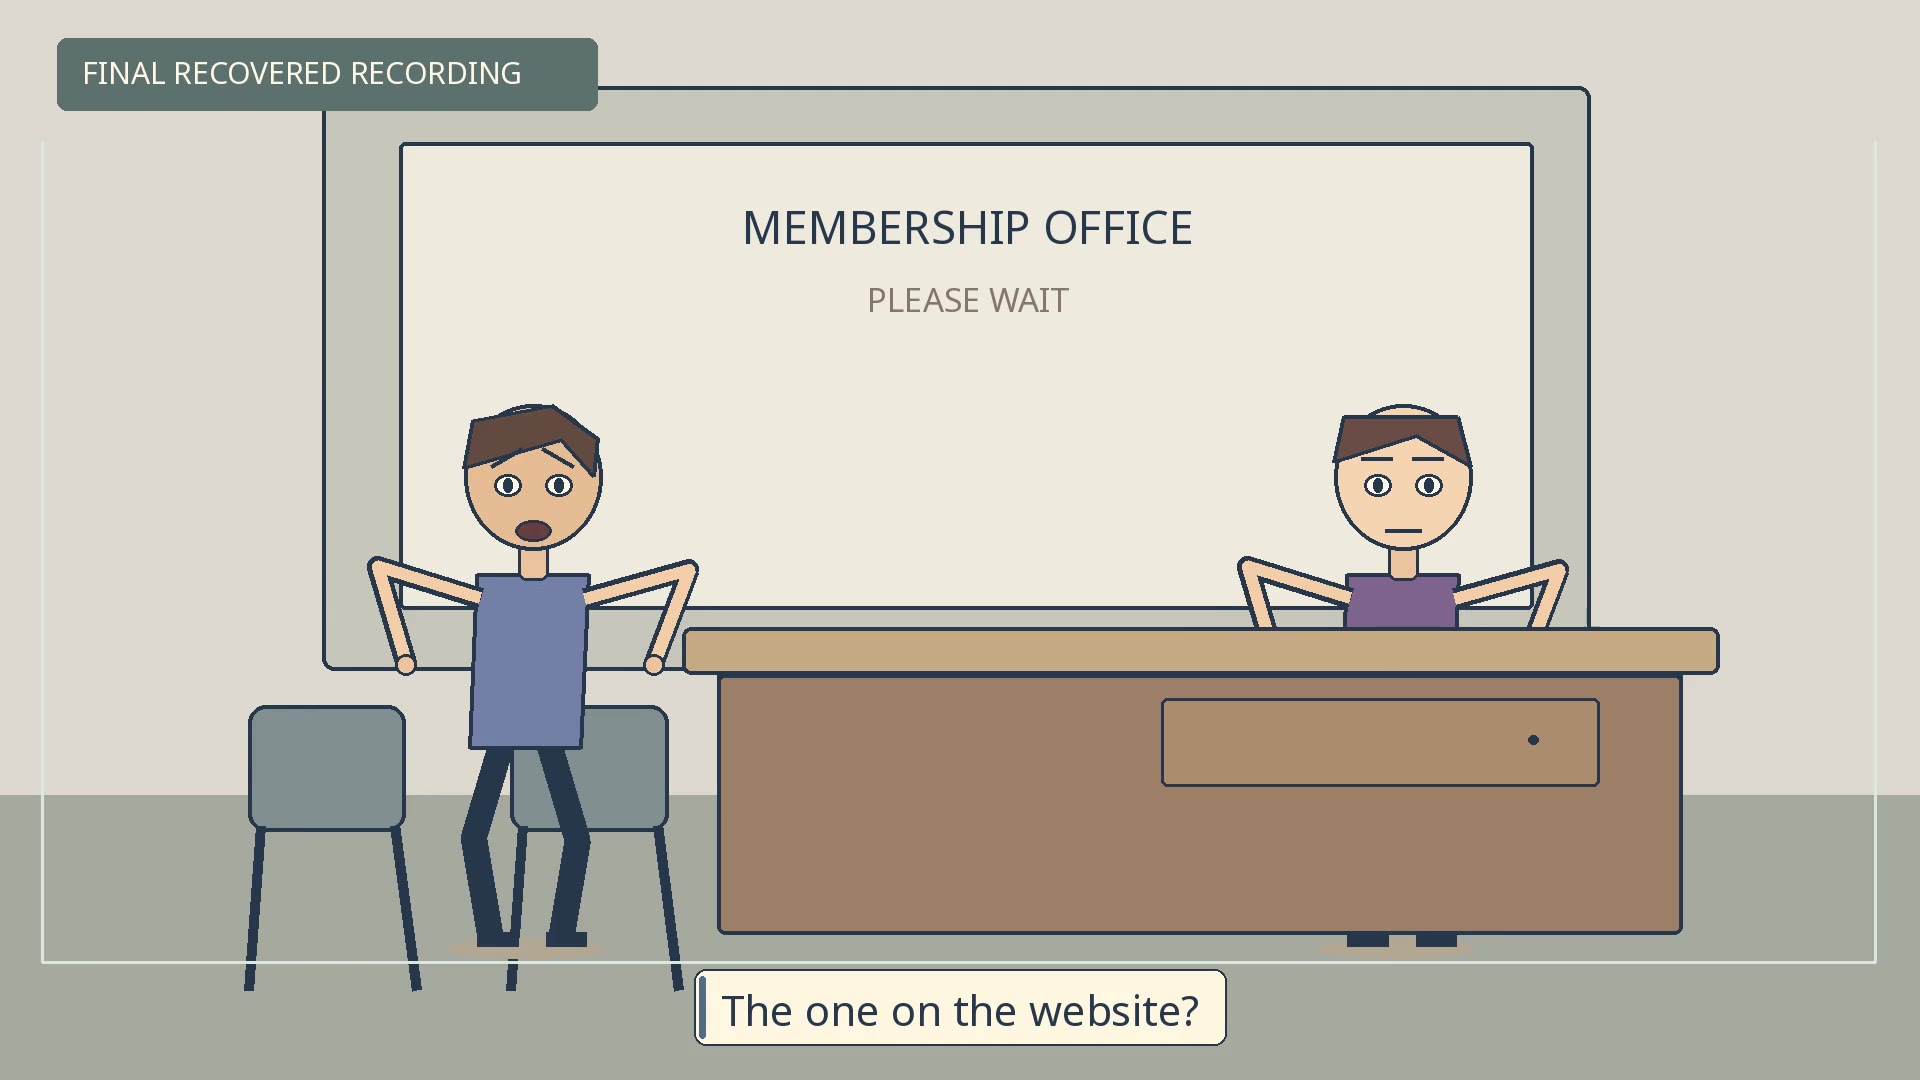 FINAL RECOVERED RECORDING
MEMBERSHIP OFFICE
PLEASE WAIT
The one on the website?